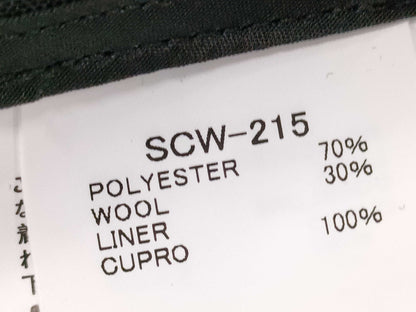 SCW-215
POLYESTER 70%
WOOL 30%
LINER
CUPRO 100%